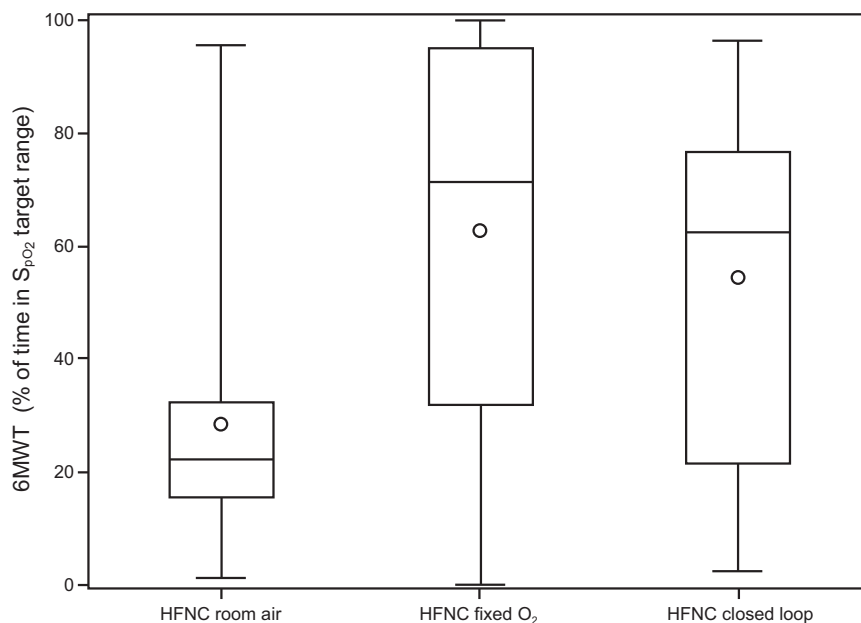 6MWT (% of time in SpO2 target range)
100
80
60
40
20
0
HFNC room air
HFNC fixed O2
HFNC closed loop